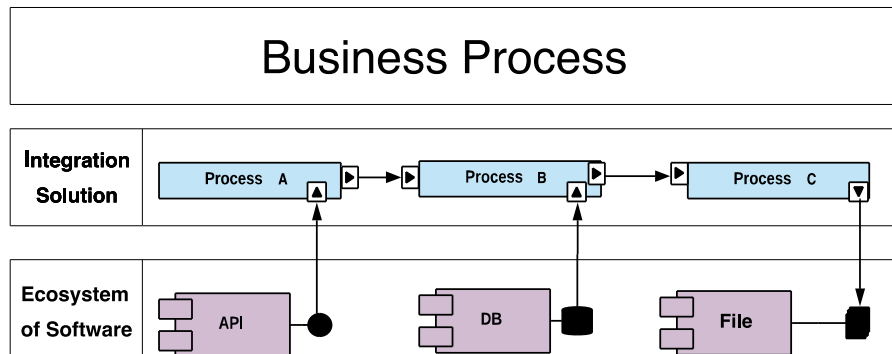 Business Process
Integration
Solution
Process A
Process B
Process C
Ecosystem
of Software
API
DB
File